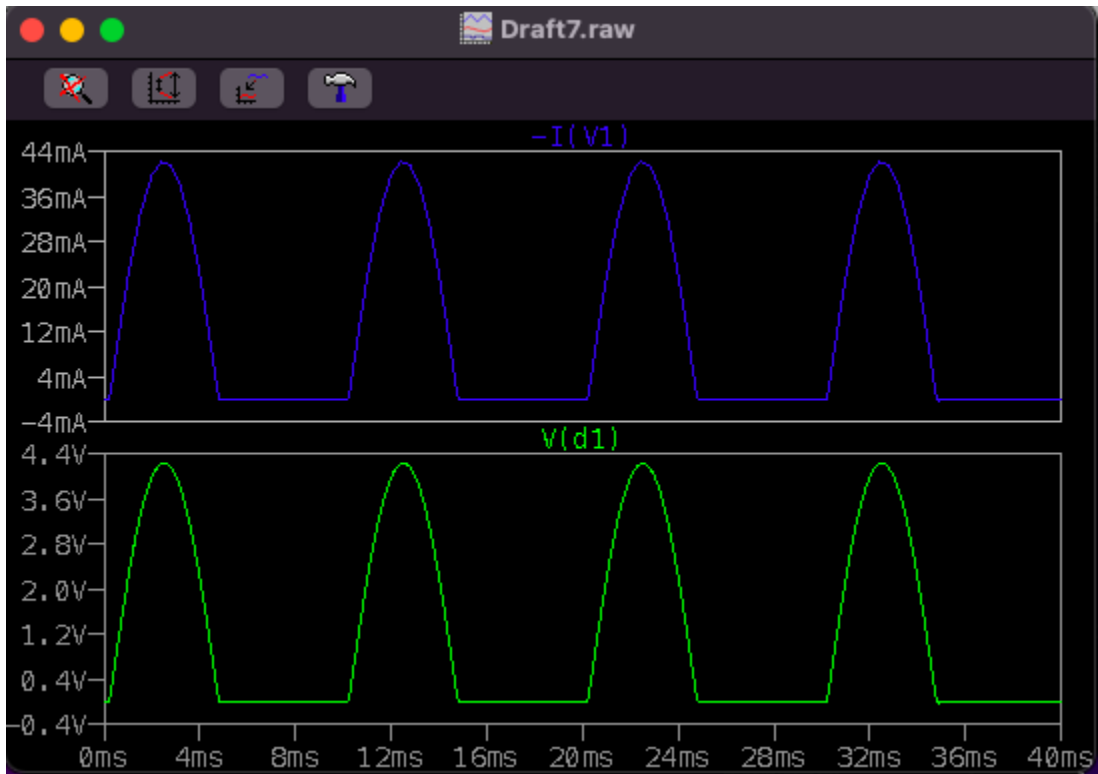 Draft7.raw
-I(V1)
44mA
36mA
28mA
20mA
12mA
4mA
-4mA
V(d1)
4.4V
3.6V
2.8V
2.0V
1.2V
0.4V
-0.4V
0ms 4ms 8ms 12ms 16ms 20ms 24ms 28ms 32ms 36ms 40ms